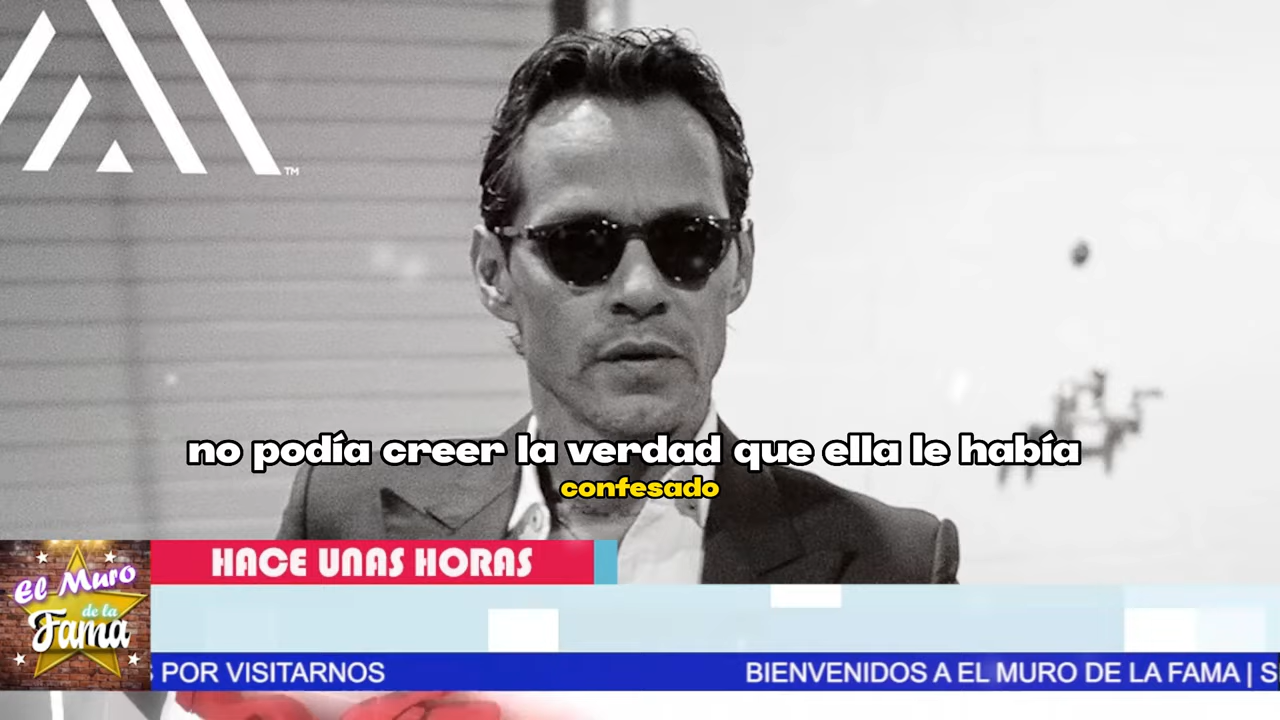 TM
no podía creer la verdad que ella le había
confesado
HACE UNAS HORAS
El Muro
de la
Fama
POR VISITARNOS
BIENVENIDOS A EL MURO DE LA FAMA |